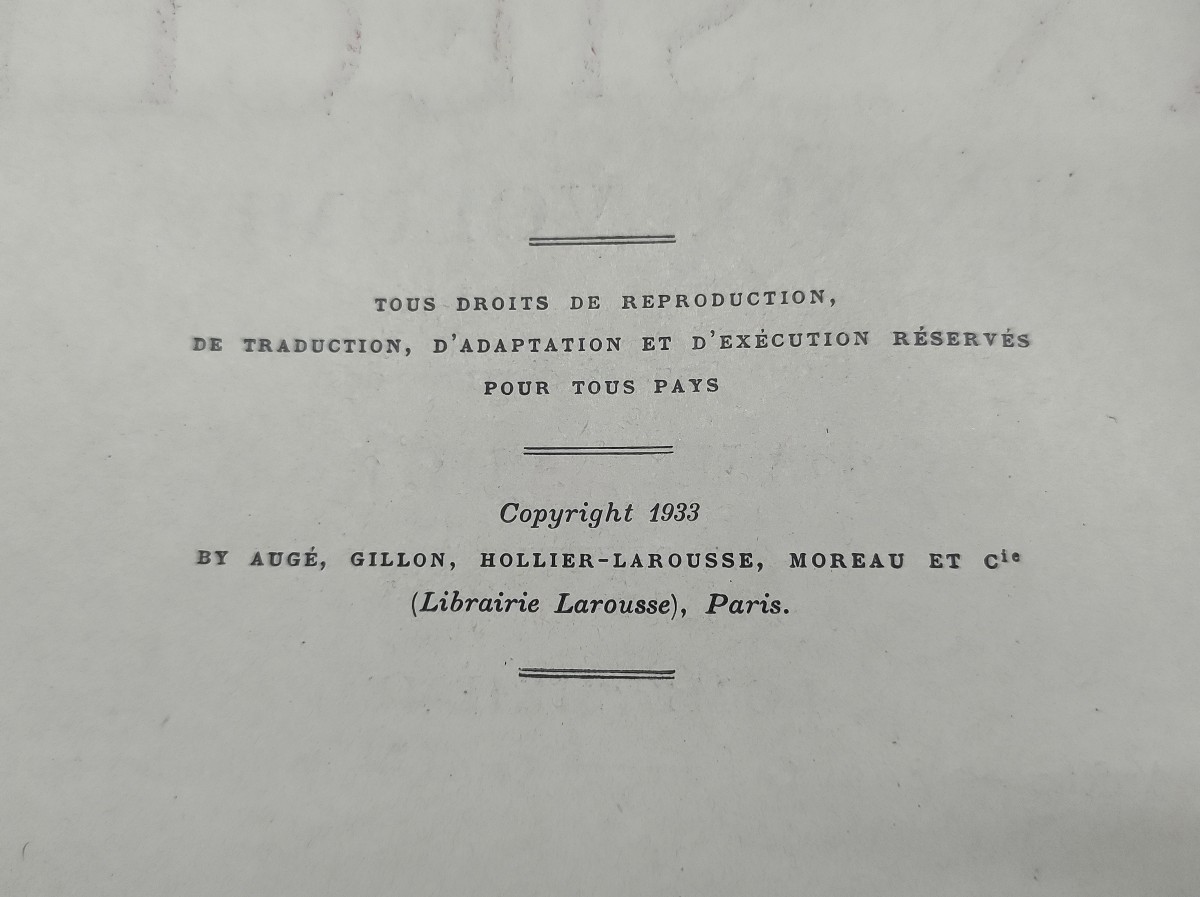 TOUS DROITS DE REPRODUCTION,
DE TRADUCTION, D'ADAPTATION ET D'EXÉCUTION RÉSERVÉS
POUR TOUS PAYS
Copyright 1933
BY AUGÉ, GILLON, HOLLIER-LAROUSSE, MOREAU ET Cie
(Librairie Larousse), Paris.